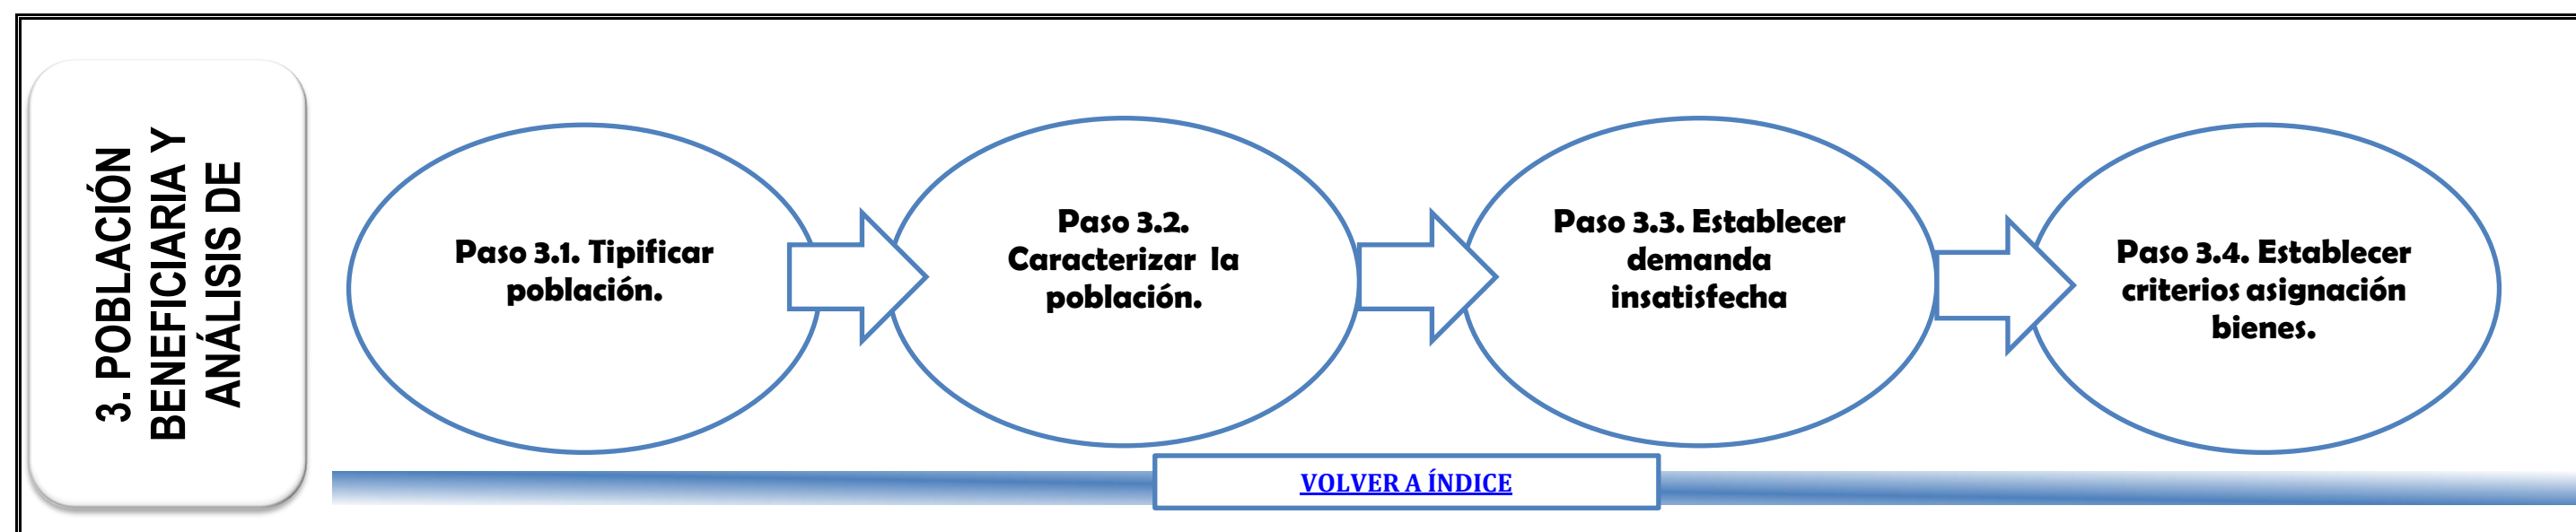 3. POBLACIÓN
BENEFICIARIA Y
ANÁLISIS DE
Paso 3.1. Tipificar
población.
Paso 3.2.
Caracterizar la
población.
Paso 3.3. Establecer
demanda
insatisfecha
Paso 3.4. Establecer
criterios asignación
bienes.
VOLVER A ÍNDICE